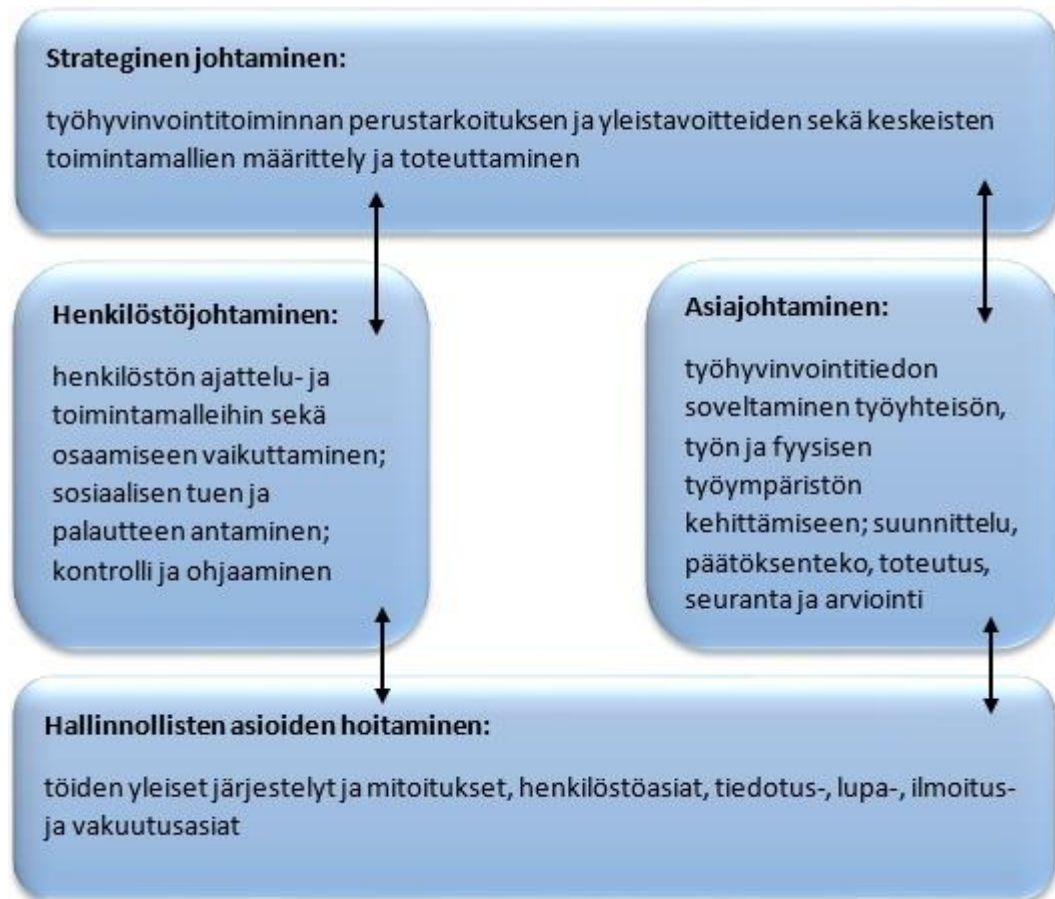 Strateginen johtaminen:
työhyvinvointitoiminnan perustarkoituksen ja yleistavoitteiden sekä keskeisten
toimintamallien määrittely ja toteuttaminen
Henkilöstöjohtaminen:
henkilöstön ajattelu- ja
toimintamalleihin sekä
osaamiseen vaikuttaminen;
sosiaalisen tuen ja
palautteen antaminen;
kontrolli ja ohjaaminen
Asiajohtaminen:
työhyvinvointitiedon
soveltaminen työyhteisön,
työn ja fyysisen
työympäristön
kehittämiseen; suunnittelu,
päätöksenteko, toteutus,
seuranta ja arviointi
Hallinnollisten asioiden hoitaminen:
töiden yleiset järjestelyt ja mitoitukset, henkilöstöasiat, tiedotus-, lupa-, ilmoitus-
ja vakuutusasiat